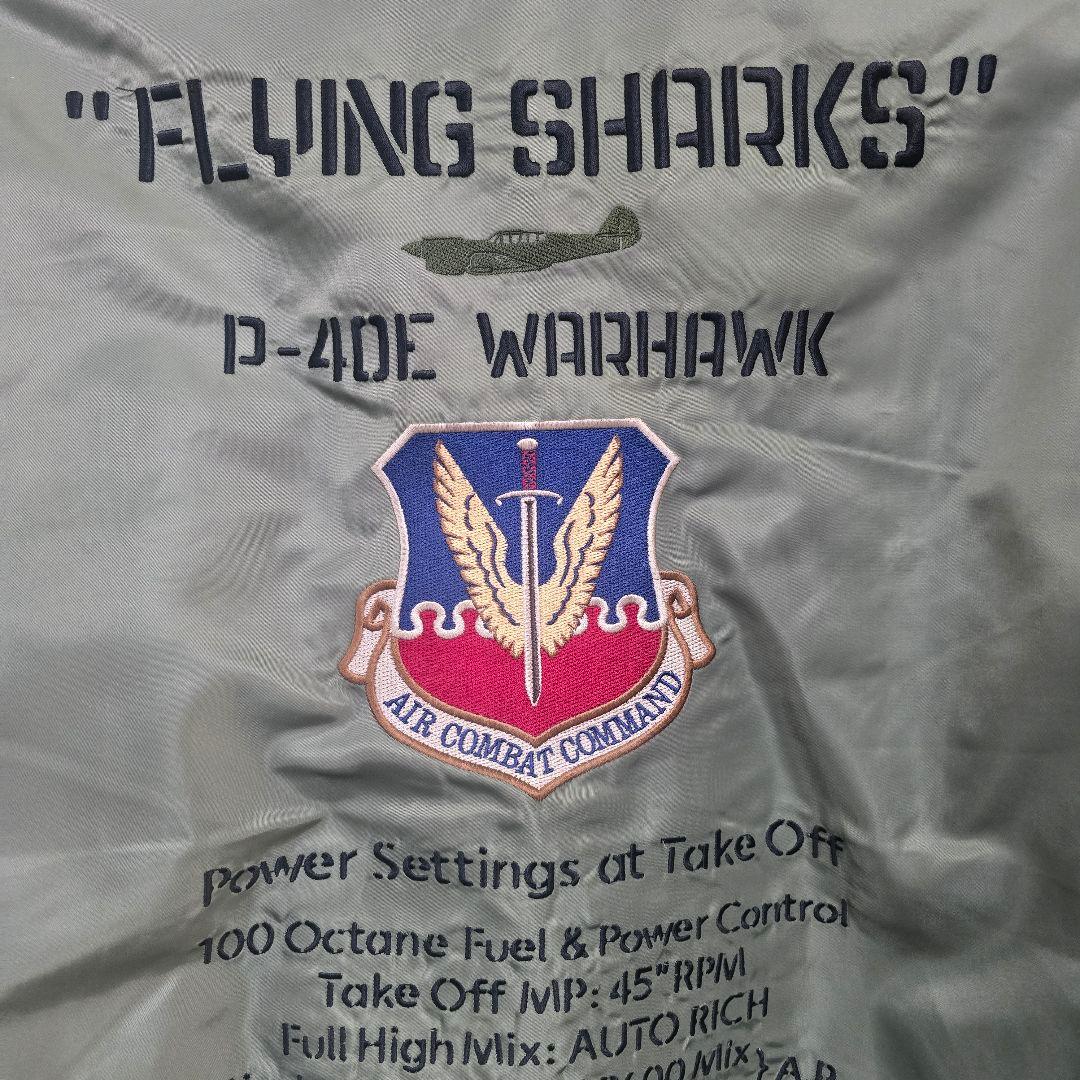 "FLYING SHARKS"
P-40E WARHAWK
AIR COMBAT COMMAND
Power Settings at Take Off
100 Octane Fuel & Power Control
Take Off MP: 45" RPM
Full High Mix: AUTO RICH
Mix } A.R